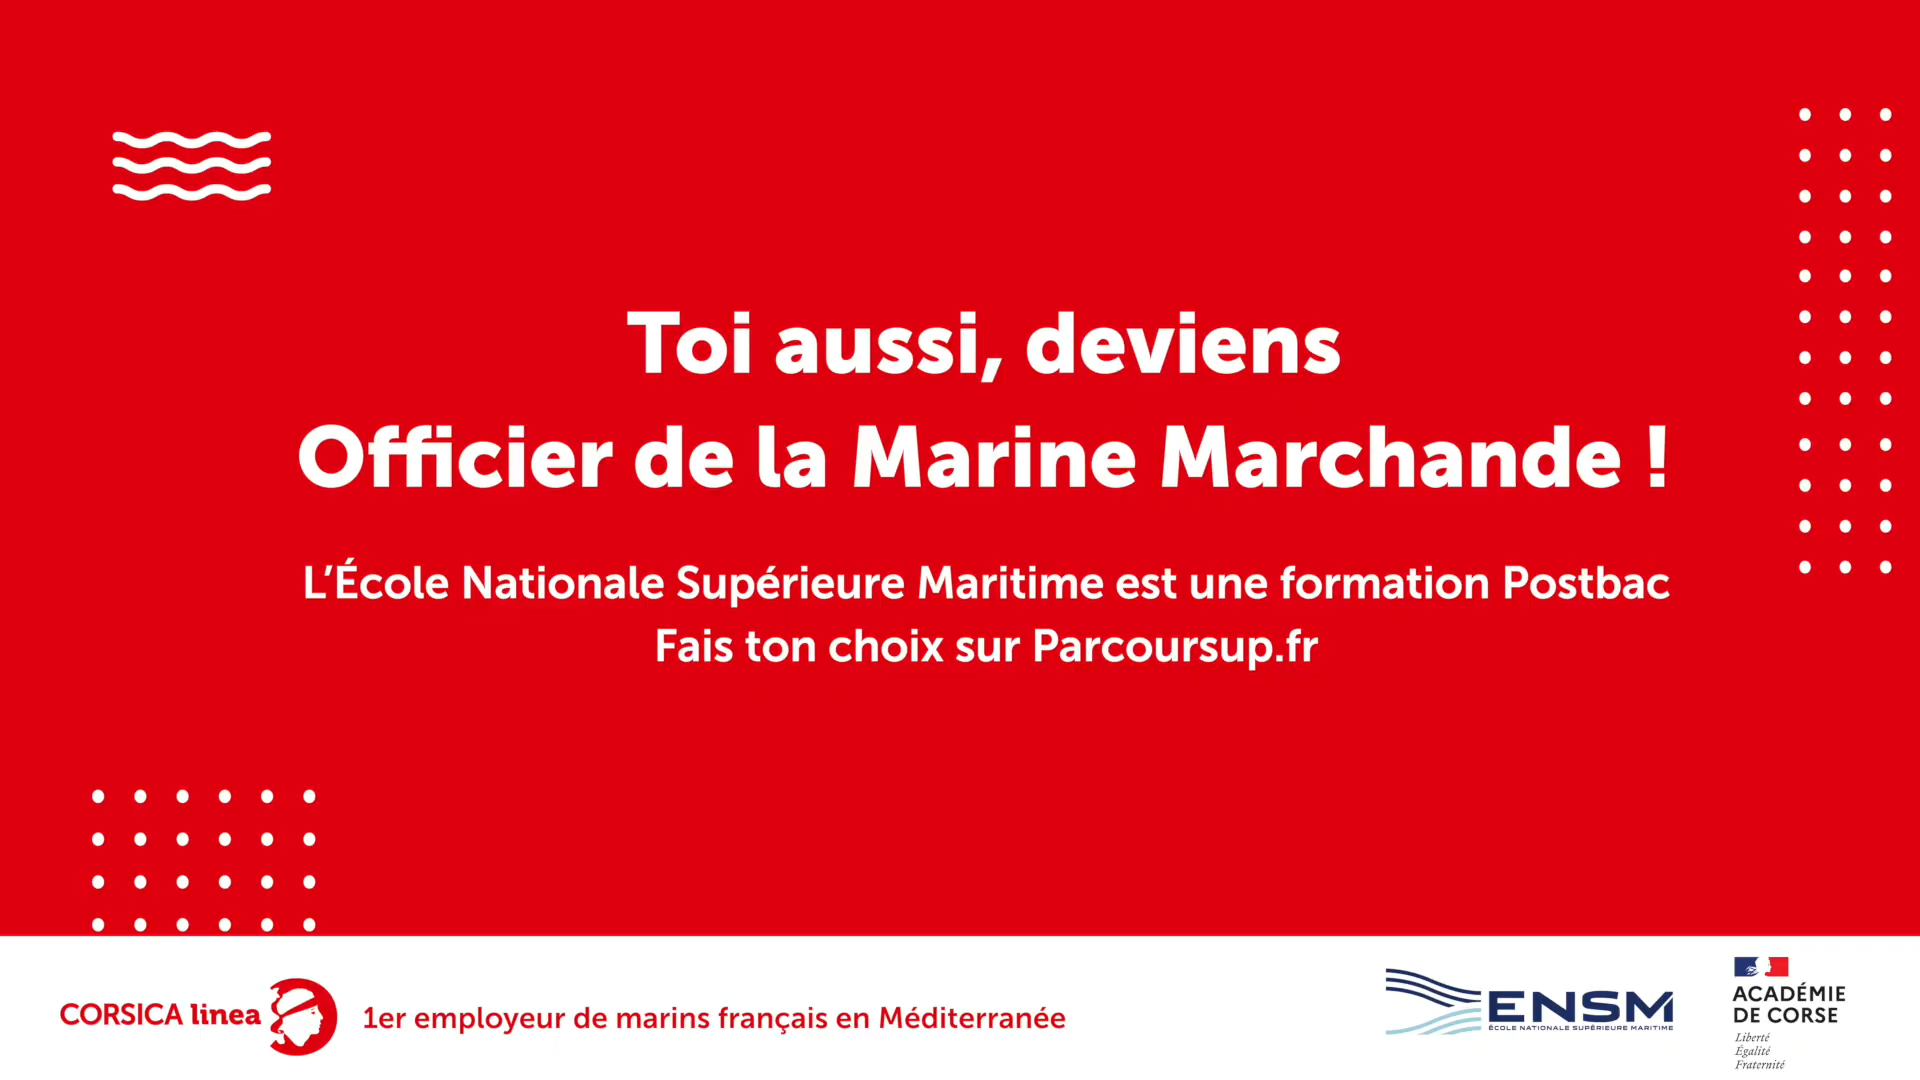 Toi aussi, deviens
Officier de la Marine Marchande !
L’École Nationale Supérieure Maritime est une formation Postbac
Fais ton choix sur Parcoursup.fr
CORSICA linea
1er employeur de marins français en Méditerranée
ENSM
ÉCOLE NATIONALE SUPÉRIEURE MARITIME
ACADÉMIE
DE CORSE
Liberté
Égalité
Fraternité